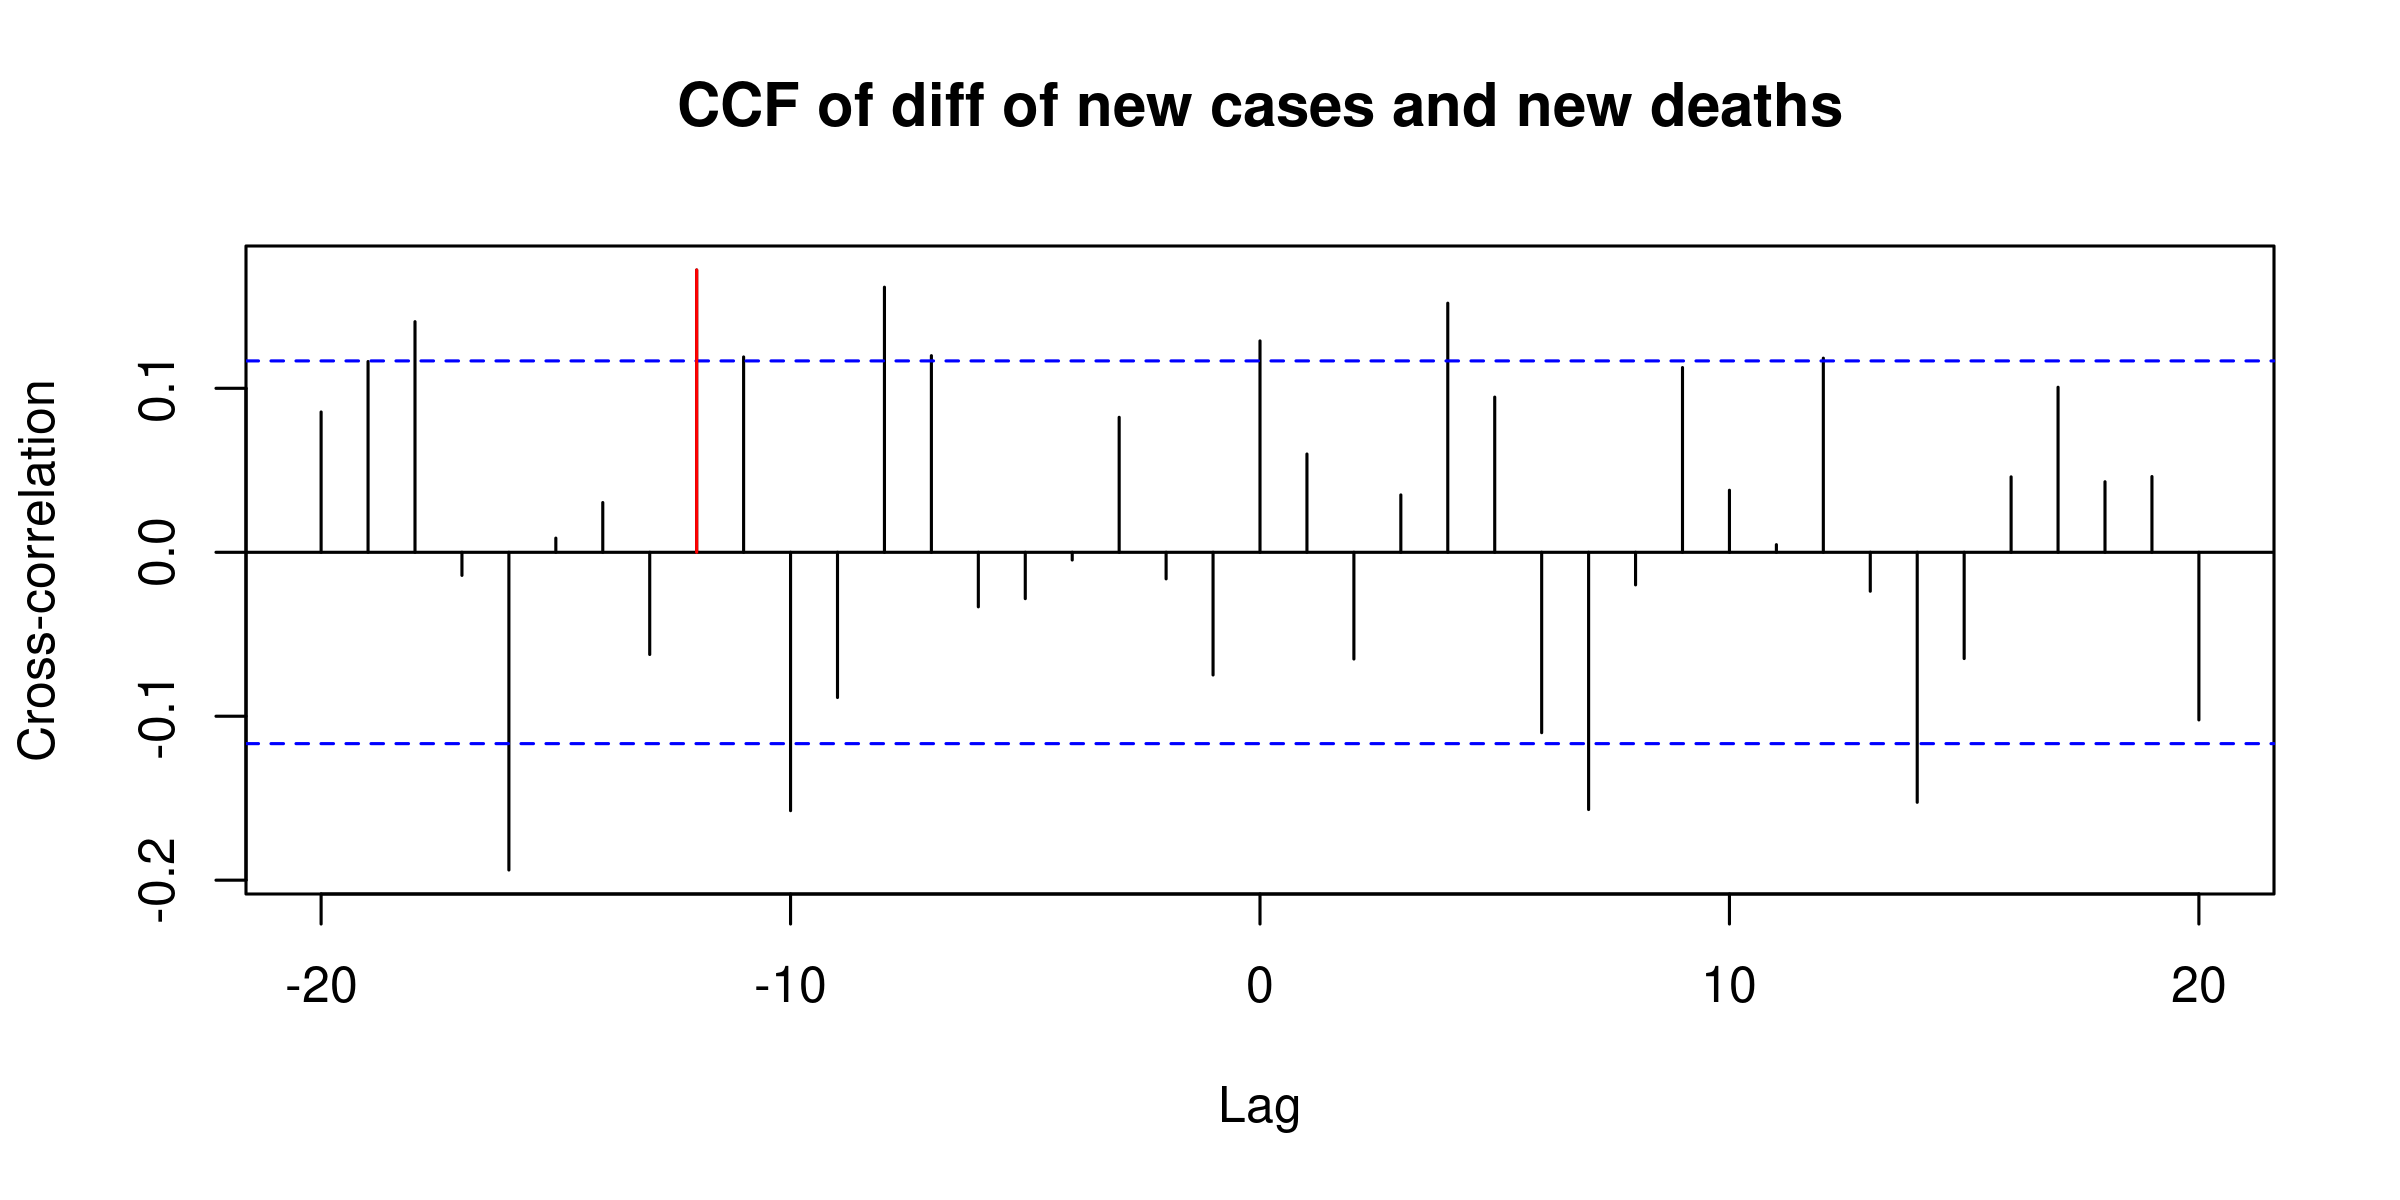 CCF of diff of new cases and new deaths
Cross-correlation
0.1
0.0
-0.1
-0.2
-20 -10 0 10 20
Lag